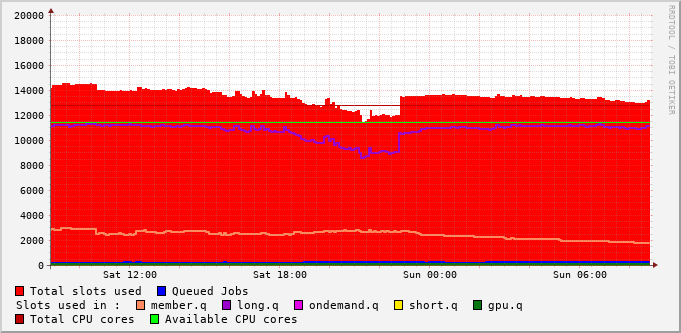 20000
18000
16000
14000
12000
10000
8000
6000
4000
2000
0
Sat 12:00 Sat 18:00 Sun 00:00 Sun 06:00
RRDTOOL / TOBI OETIKER
Total slots used Queued Jobs
Slots used in : member.q long.q ondemand.q short.q gpu.q
Total CPU cores Available CPU cores